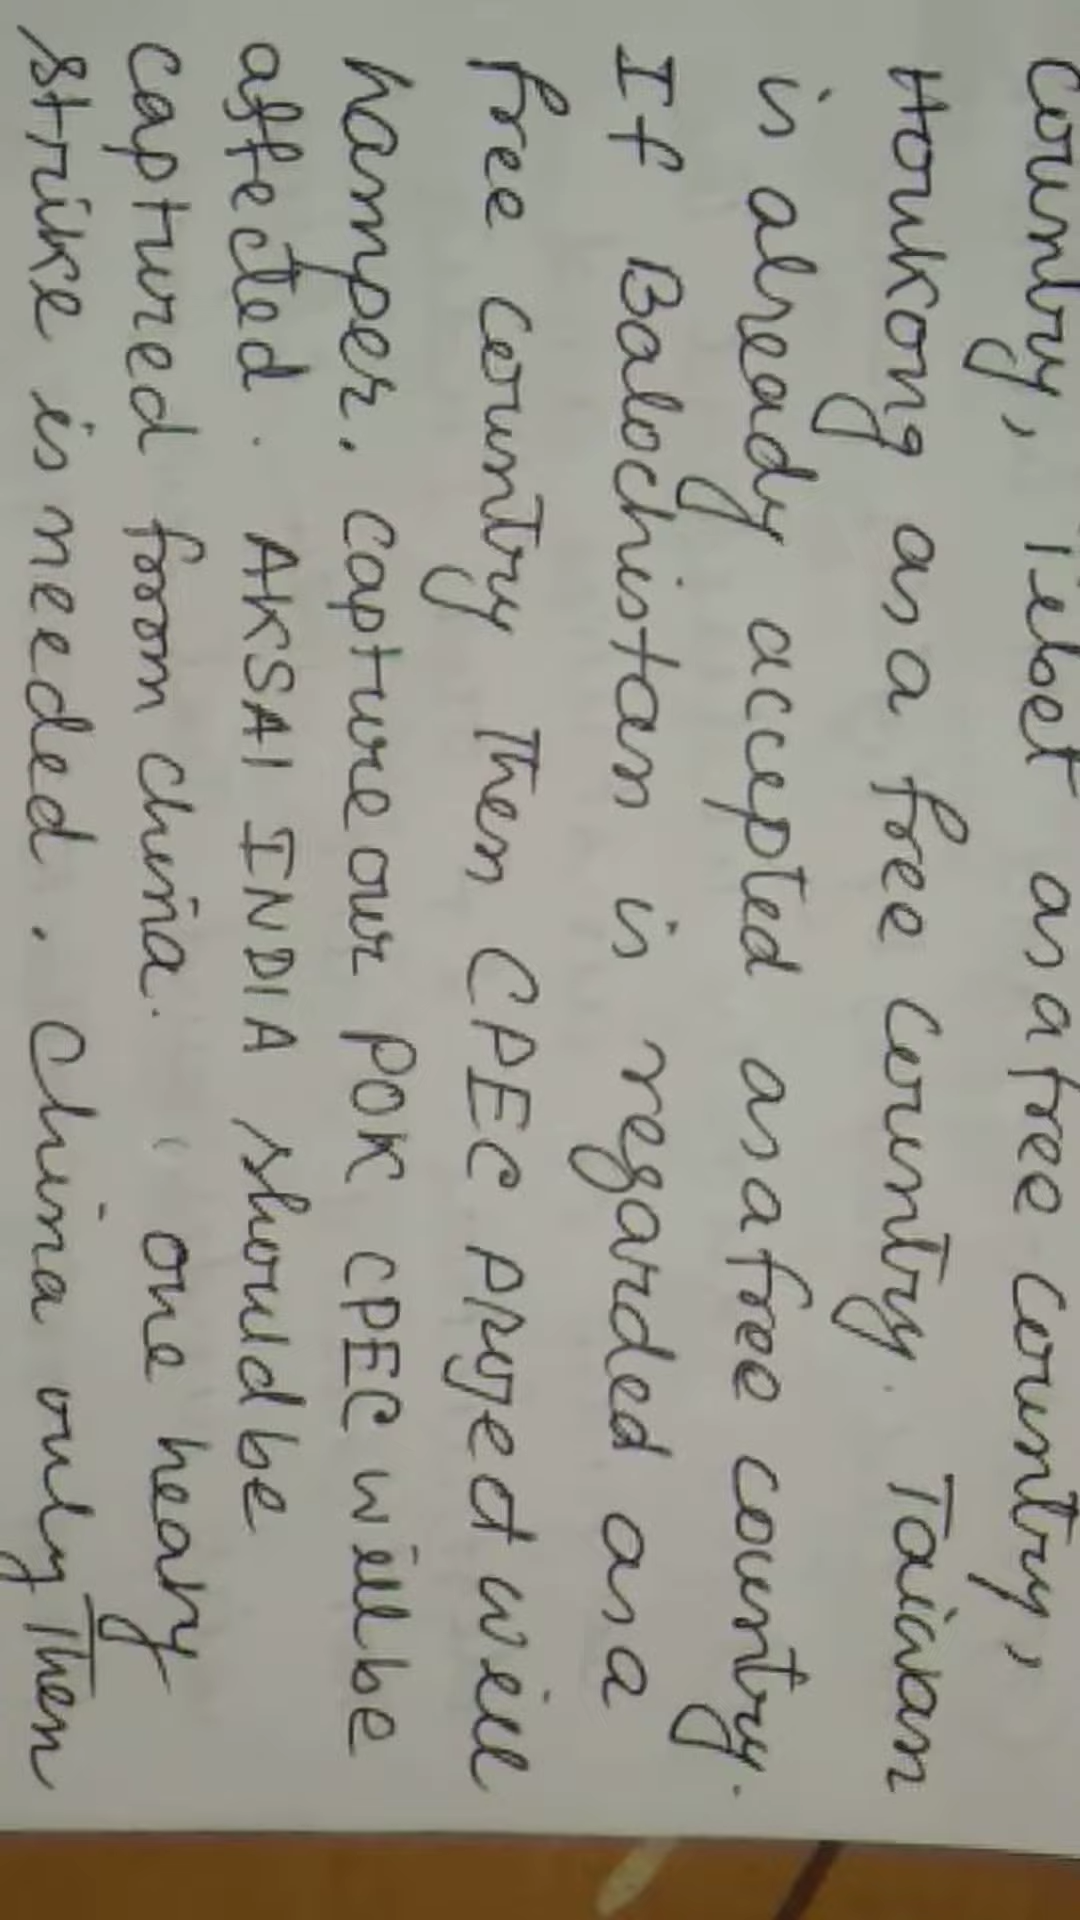 Country, Tebet as a free country,
Houkong as a free country. Taiwan
is already accepted as a free country.
If Balochistan is regarded as a
free country Then CPEC project will
hamper. Capture our POK CPEC will be
affected. AKSAI INDIA should be
captured from china. one heavy
strike is needed. China only Then